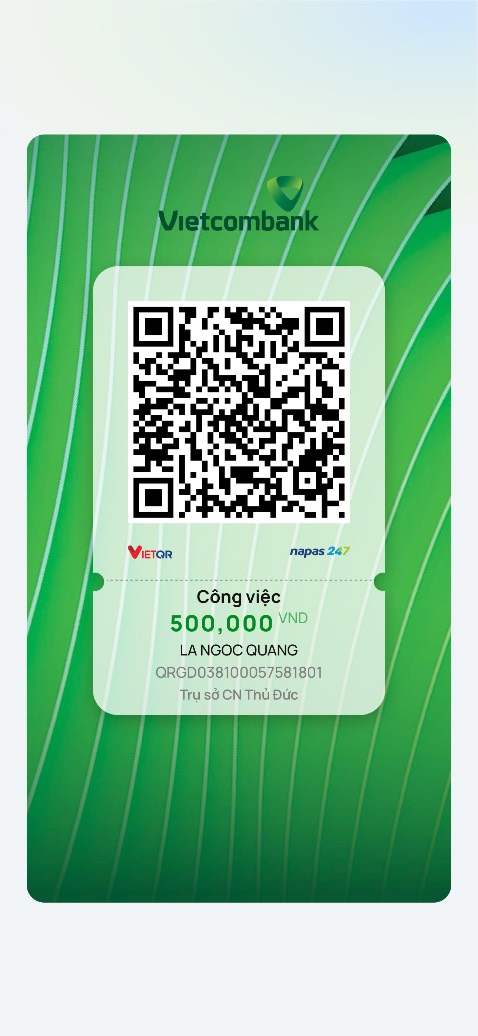 Vietcombank
VIETQR
napas 247
Công việc
500,000 VND
LA NGOC QUANG
QRGD038100057581801
Trụ sở CN Thủ Đức